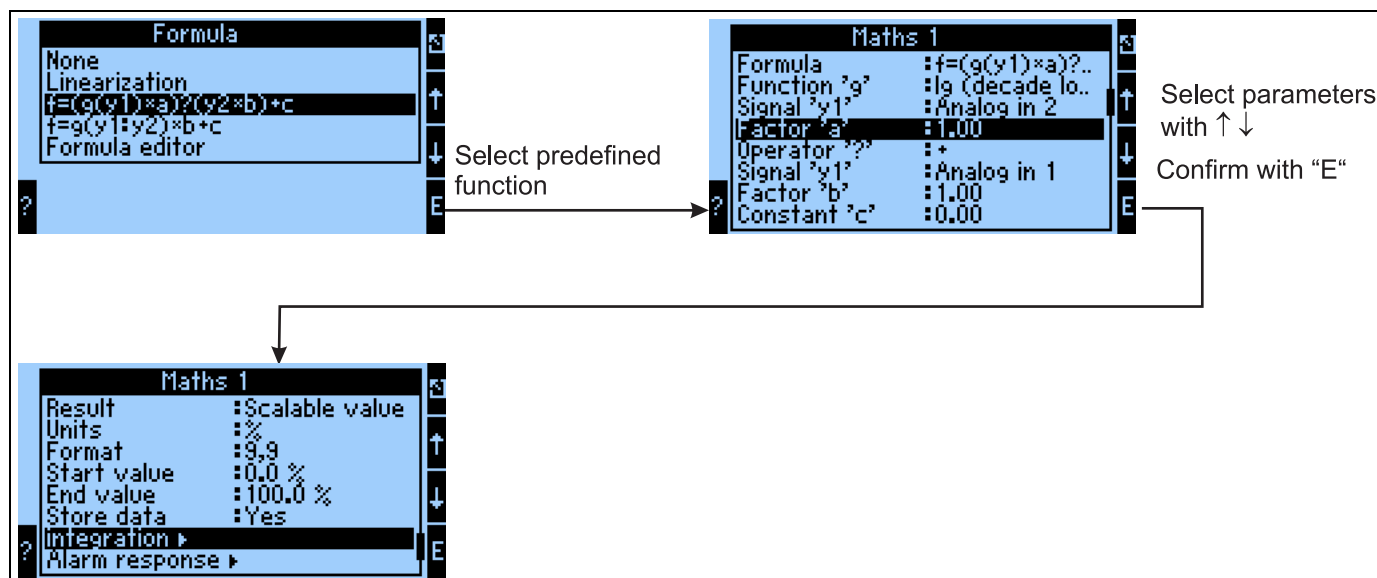 Formula
None
Linearization
f=(g(y1)×a)?(y2×b)+c
f=g(y1:y2)×b+c
Formula editor
↑
↓
?
E
Select predefined
function
Maths 1
Formula :f=(g(y1)×a)?..
Function 'g' :lg (decade lo..
Signal 'y1' :Analog in 2
Factor 'a' :1.00
Operator '?' :+
Signal 'y1' :Analog in 1
Factor 'b' :1.00
Constant 'c' :0.00
↑
↓
?
E
Select parameters
with ↑ ↓
Confirm with “E“
Maths 1
Result :Scalable value
Units :%
Format :9,9
Start value :0.0 %
End value :100.0 %
Store data :Yes
integration ▸
Alarm response ▸
↑
↓
?
E